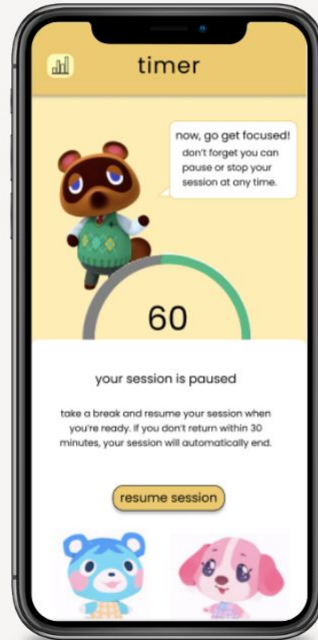 timer
now, go get focused!
don't forget you can
pause or stop your
session at any time.
60
your session is paused
take a break and resume your session when
you're ready. If you don't return within 30
minutes, your session will automatically end.
resume session